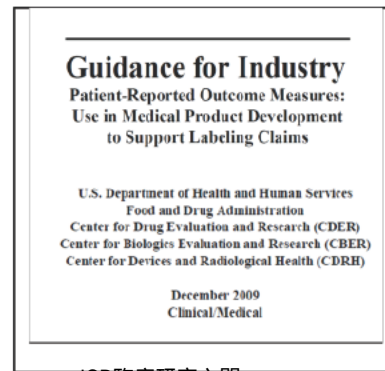 Guidance for Industry
Patient-Reported Outcome Measures:
Use in Medical Product Development
to Support Labeling Claims
U.S. Department of Health and Human Services
Food and Drug Administration
Center for Drug Evaluation and Research (CDER)
Center for Biologics Evaluation and Research (CBER)
Center for Devices and Radiological Health (CDRH)
December 2009
Clinical/Medical